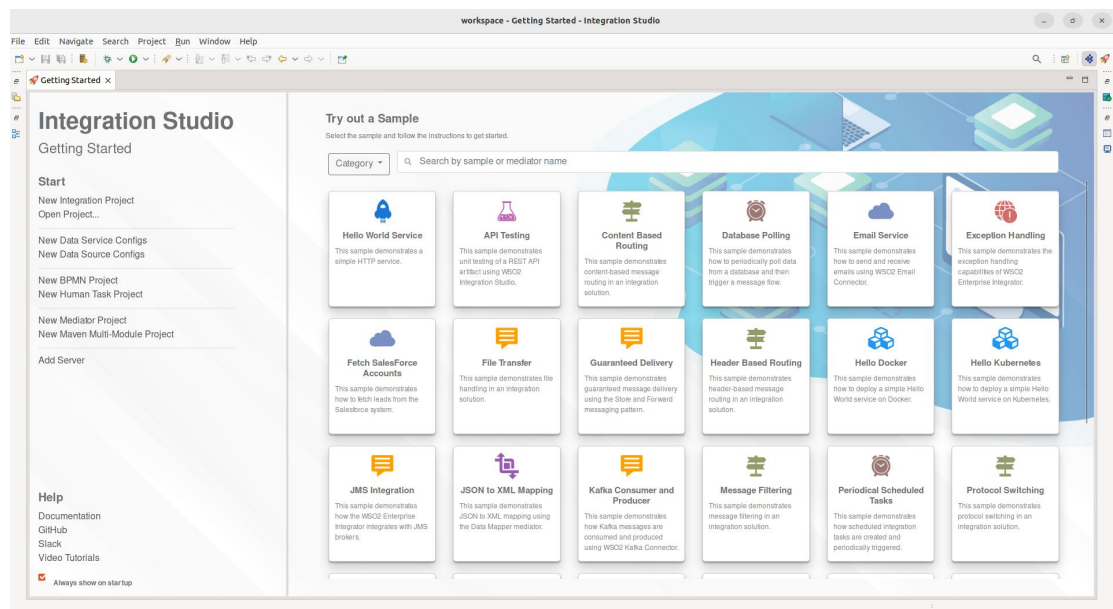 workspace - Getting Started - Integration Studio
File Edit Navigate Search Project Run Window Help
Getting Started
Integration Studio
Getting Started
Start
New Integration Project
Open Project...
New Data Service Configs
New Data Source Configs
New BPMN Project
New Human Task Project
New Mediator Project
New Maven Multi-Module Project
Add Server
Help
Documentation
GitHub
Slack
Video Tutorials
Always show on startup
Try out a Sample
Select the sample and follow the instructions to get started.
Category
Search by sample or mediator name
Hello World Service
This sample demonstrates a
simple HTTP service.
API Testing
This sample demonstrates
unit testing of a REST API
artifact using WSO2
Integration Studio.
Content Based
Routing
This sample demonstrates
content-based message
routing in an integration
solution.
Database Polling
This sample demonstrates
how to periodically poll data
from a database and then
trigger a message flow.
Email Service
This sample demonstrates
how to send and receive
emails using WSO2 Email
Connector.
Exception Handling
This sample demonstrates the
exception handling
capabilities of WSO2
Enterprise Integrator.
Fetch SalesForce
Accounts
This sample demonstrates
how to fetch leads from the
Salesforce system.
File Transfer
This sample demonstrates file
handling in an integration
solution.
Guaranteed Delivery
This sample demonstrates
guaranteed message delivery
using the Store and Forward
messaging pattern.
Header Based Routing
This sample demonstrates
header-based message
routing in an integration
solution.
Hello Docker
This sample demonstrates
how to deploy a simple Hello
World service on Docker.
Hello Kubernetes
This sample demonstrates
how to deploy a simple Hello
World service on Kubernetes.
JMS Integration
This sample demonstrates
how the WSO2 Enterprise
Integrator integrates with JMS
brokers.
JSON to XML Mapping
This sample demonstrates
JSON to XML mapping using
the Data Mapper mediator.
Kafka Consumer and
Producer
This sample demonstrates
how Kafka messages are
consumed and produced
using WSO2 Kafka Connector.
Message Filtering
This sample demonstrates
message filtering in an
integration solution.
Periodical Scheduled
Tasks
This sample demonstrates
how scheduled integration
tasks are created and
periodically triggered.
Protocol Switching
This sample demonstrates
protocol switching in an
integration solution.